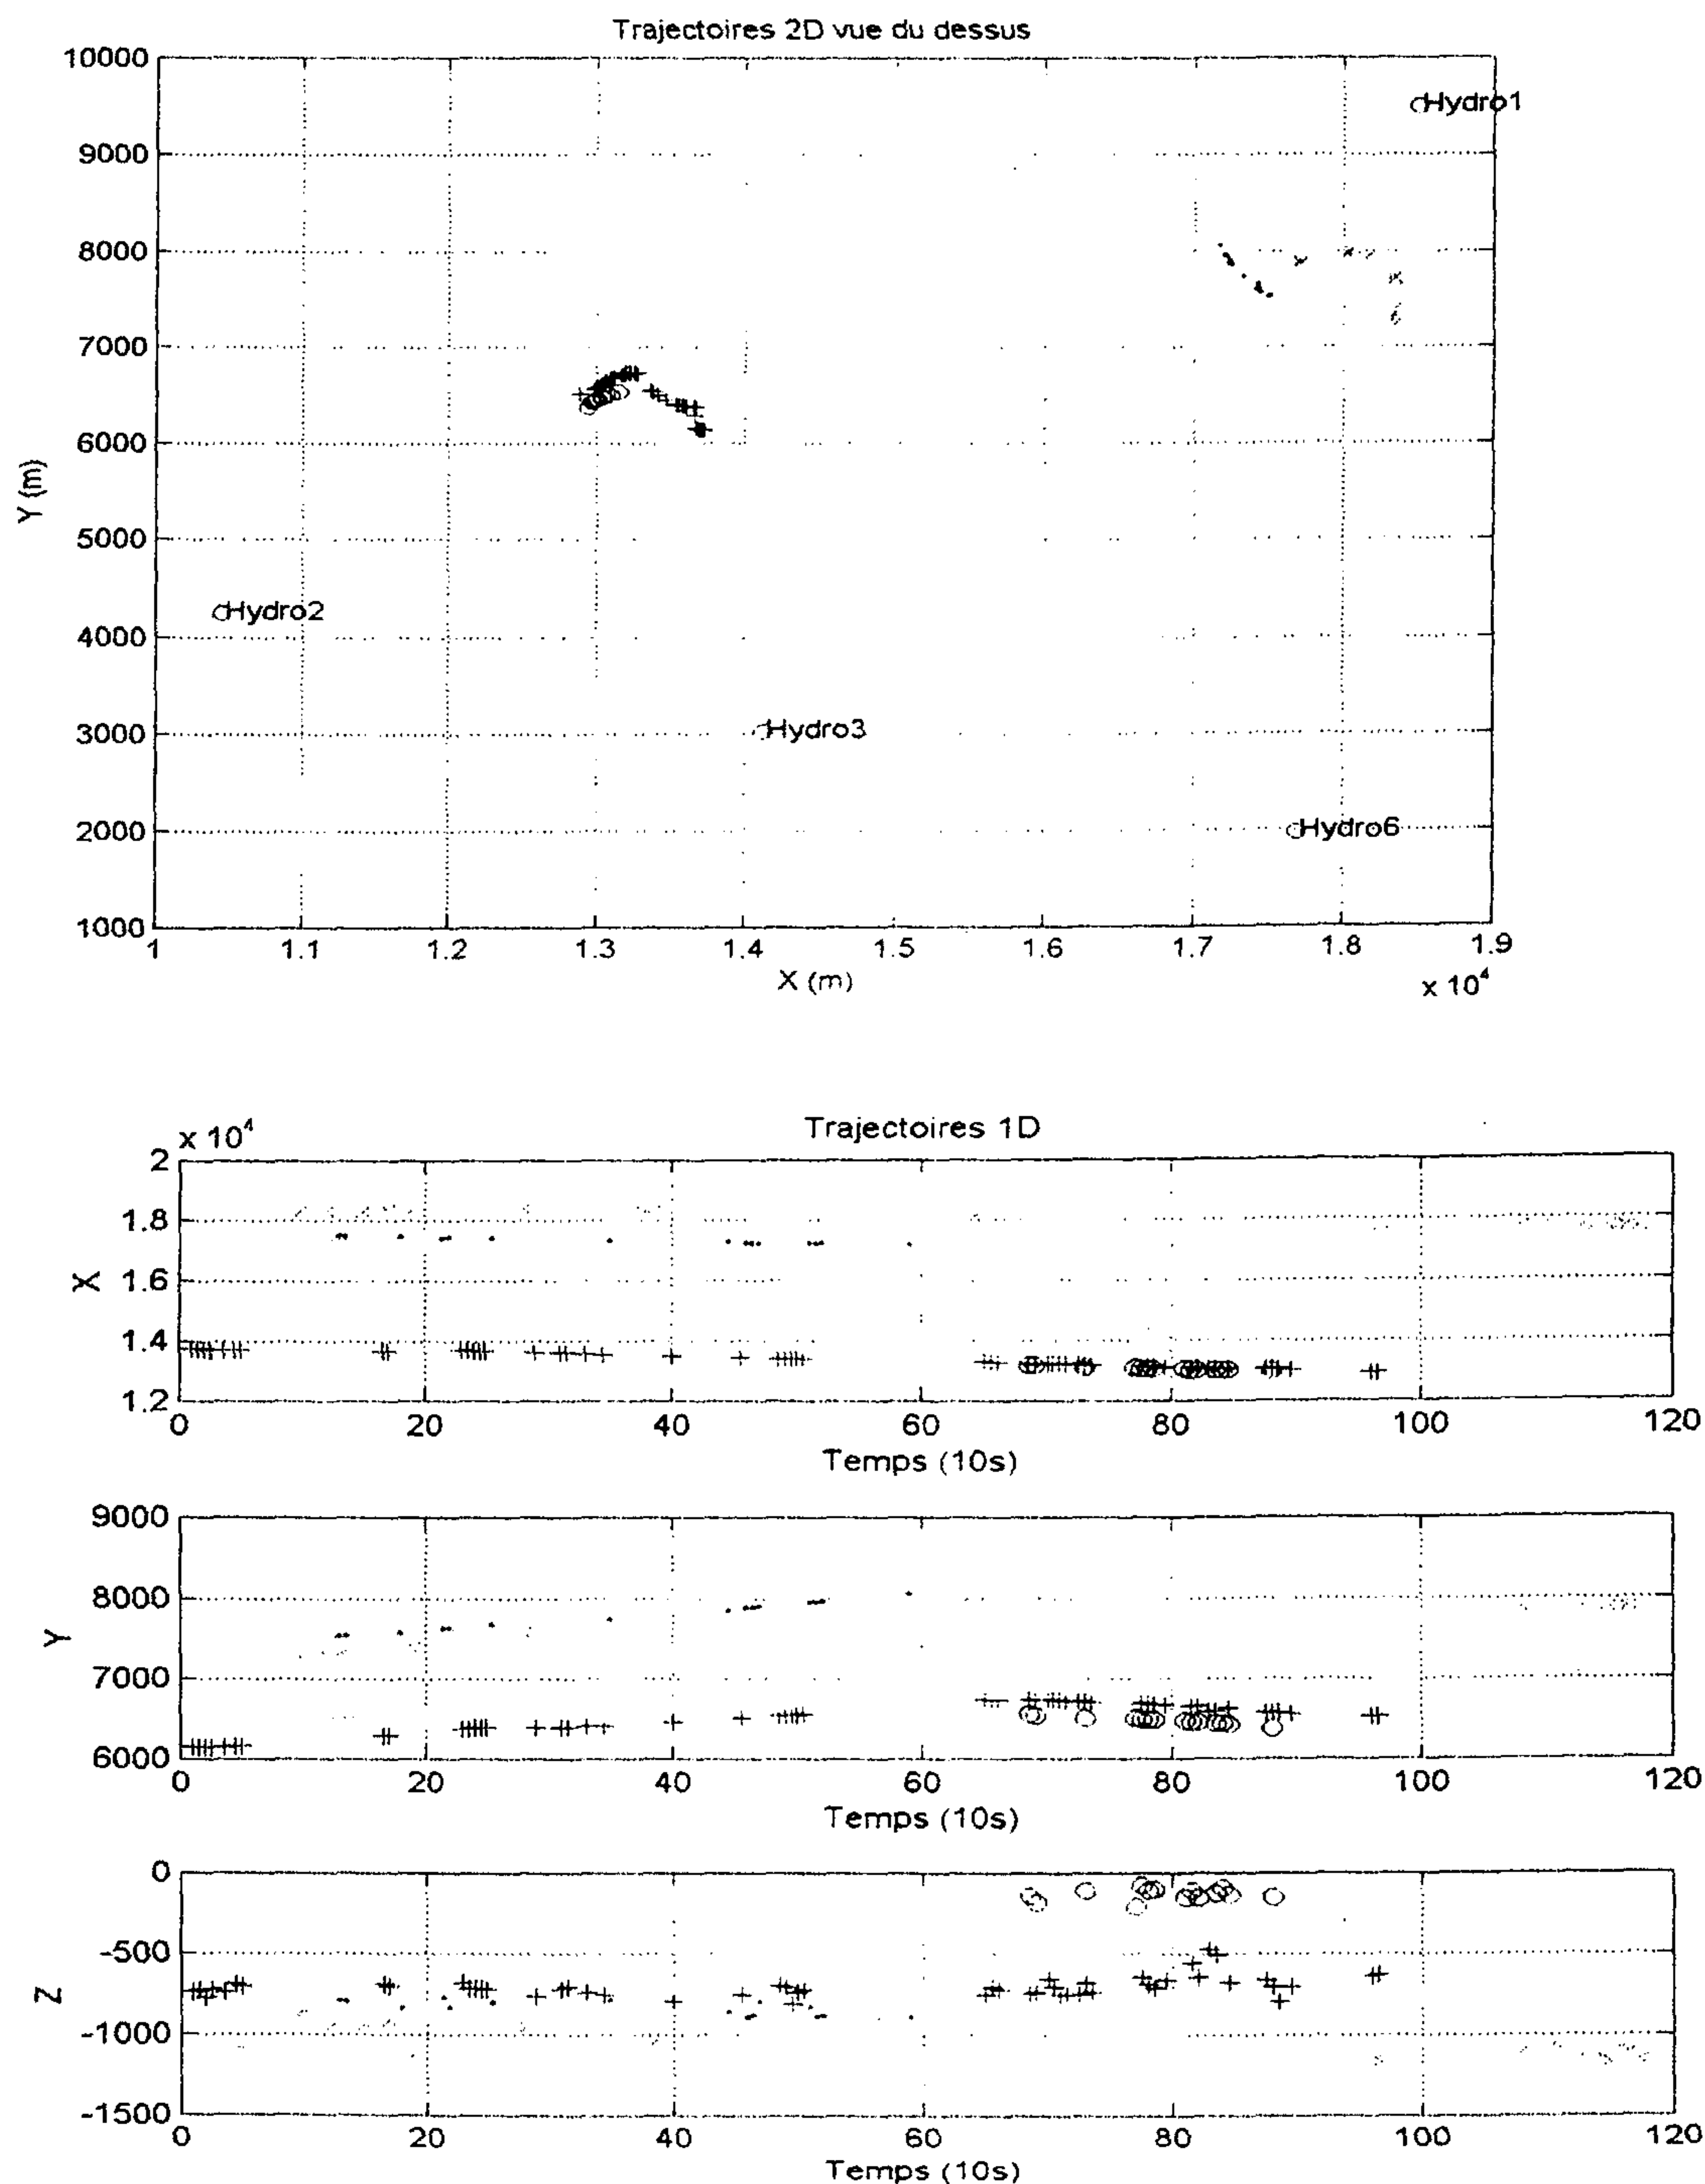 Trajectoires 2D vue du dessus
10000
9000
8000
7000
6000
5000
4000
3000
2000
1000
Y (m)
Hydro1
Hydro2
Hydro3
Hydro6
1 1.1 1.2 1.3 1.4 1.5 1.6 1.7 1.8 1.9
X (m)
x 10⁴
Trajectoires 1D
x 10⁴
2
1.8
1.6
1.4
1.2
X
0 20 40 60 80 100 120
Temps (10s)
9000
8000
7000
6000
Y
0 20 40 60 80 100 120
Temps (10s)
0
-500
-1000
-1500
Z
0 20 40 60 80 100 120
Temps (10s)